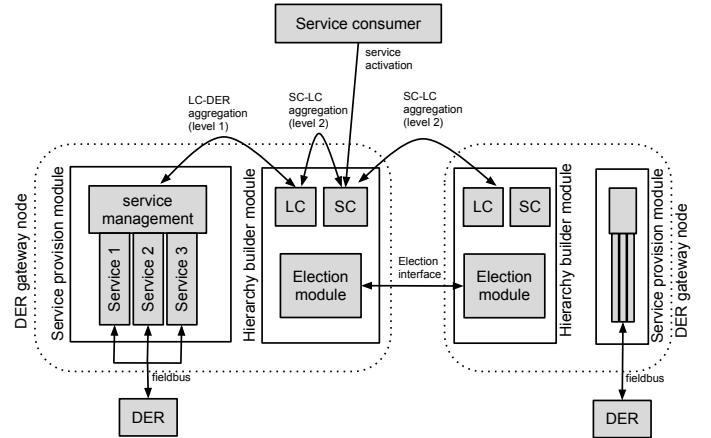 Service consumer
service
activation
LC-DER
aggregation
(level 1)
SC-LC
aggregation
(level 2)
SC-LC
aggregation
(level 2)
DER gateway node
Service provision module
service
management
Service 1
Service 2
Service 3
fieldbus
DER
Hierarchy builder module
LC
SC
Election
module
Election
interface
LC
SC
Election
module
Hierarchy builder module
Service provision module
DER gateway node
fieldbus
DER